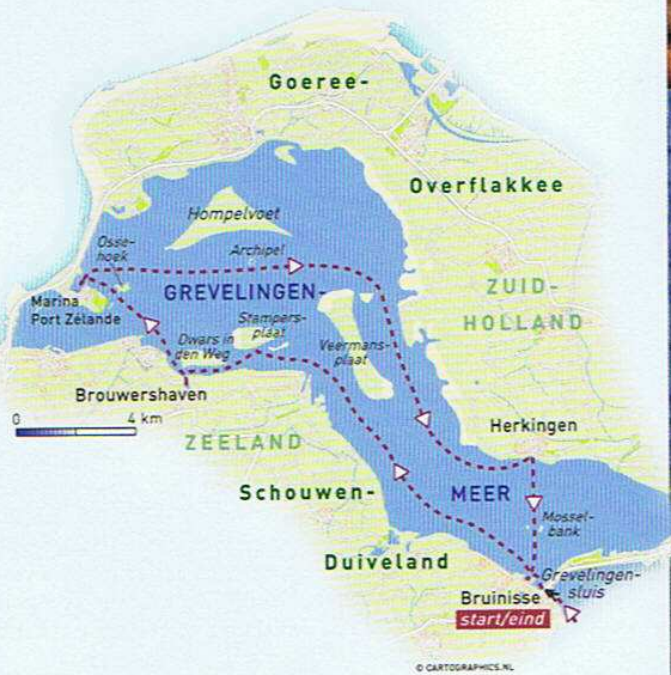 Goeree-
Overflakkee
Hompelvoet
Osse-
hoek
Archipel
GREVELINGEN-
ZUID-
HOLLAND
Marina
Port Zélande
Stampers-
plaat
Dwars in
den Weg
Veermans-
plaat
Brouwershaven
0 4 km
ZEELAND
Herkingen
Schouwen-
MEER
Mossel-
bank
Duiveland
Grevelingen-
sluis
Bruinisse
start/eind
© CARTOGRAPHICS.NL